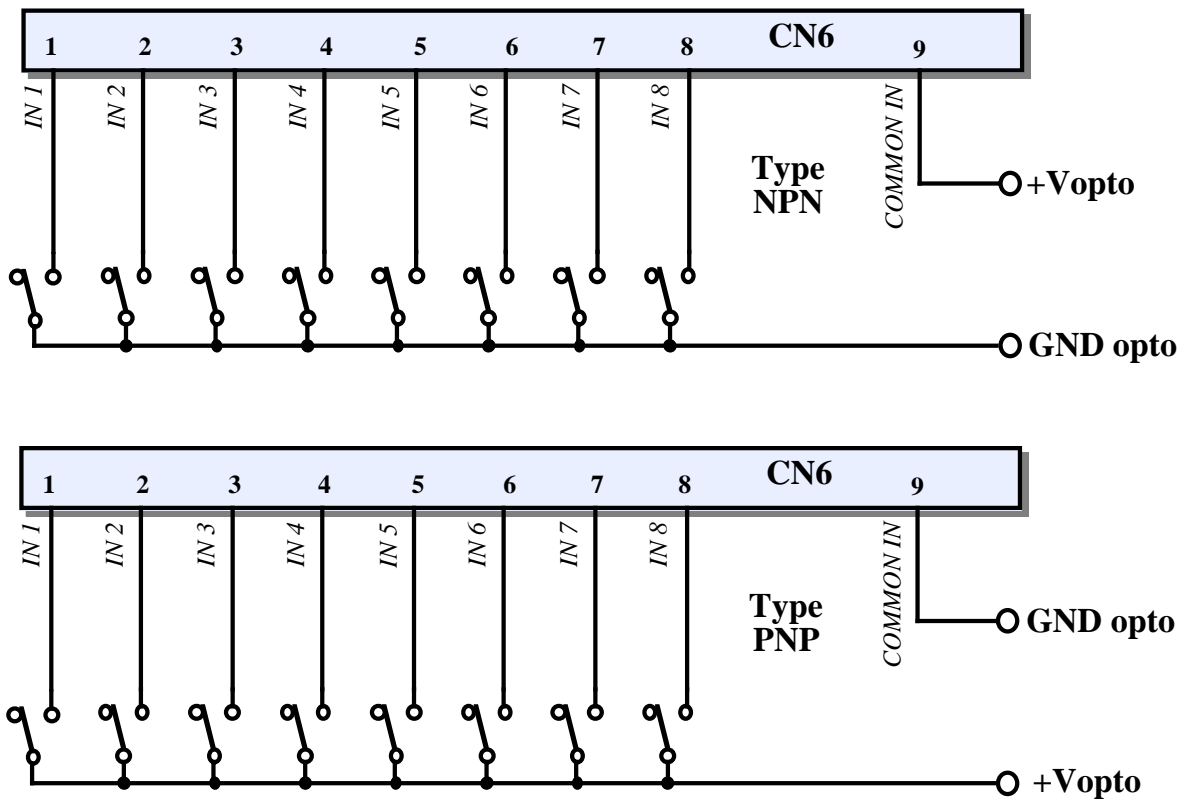 1 2 3 4 5 6 7 8 CN6 9
IN 1 IN 2 IN 3 IN 4 IN 5 IN 6 IN 7 IN 8 COMMON IN
Type
NPN
+Vopto
GND opto
1 2 3 4 5 6 7 8 CN6 9
IN 1 IN 2 IN 3 IN 4 IN 5 IN 6 IN 7 IN 8 COMMON IN
Type
PNP
GND opto
+Vopto